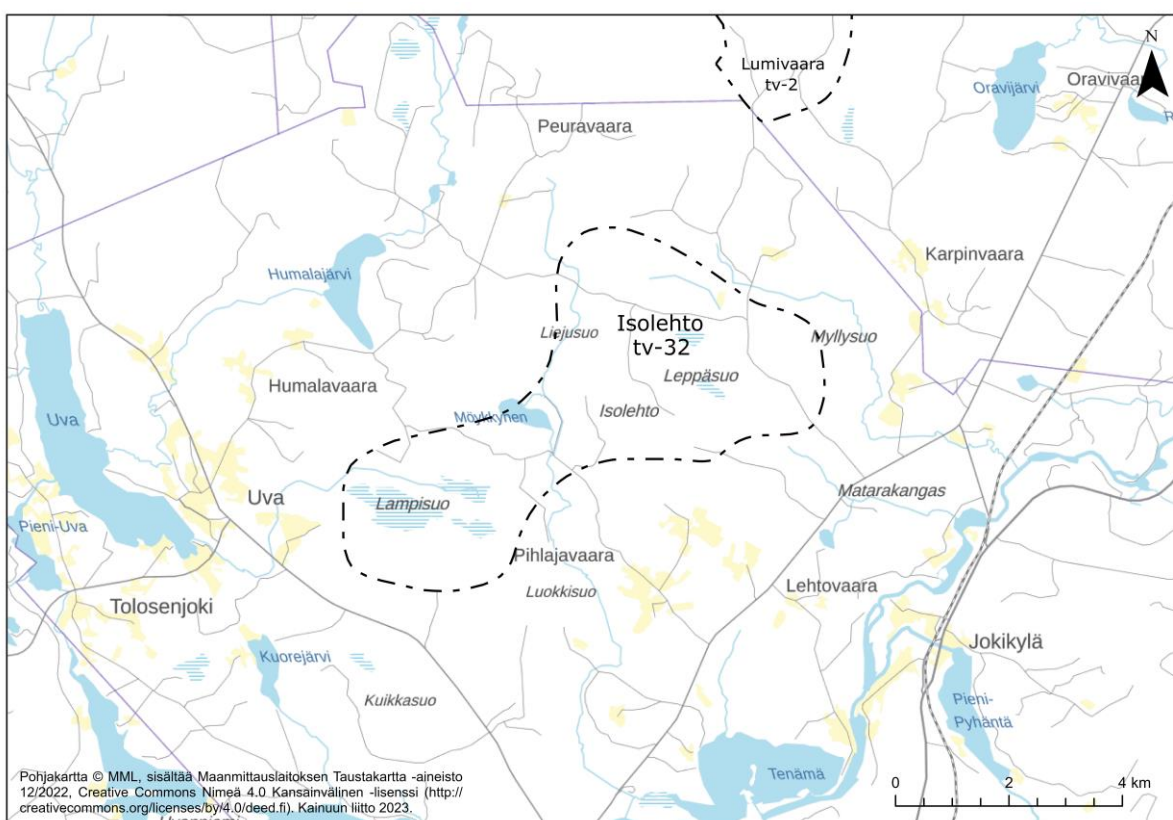 Lumivaara
tv-2
N
Oravijärvi
Oravivaara
Peuravaara
Karpinvaara
Humalajärvi
Isolehto
tv-32
Liejusuo
Myllysuo
Leppäsuo
Humalavaara
Isolehto
Möykkynen
Uva
Uva
Lampisuo
Matarakangas
Pieni-Uva
Pihlajavaara
Luokkisuo
Lehtovaara
Tolosenjoki
Jokikylä
Kuorejärvi
Kuikkasuo
Pieni-
Pyhäntä
Tenämä
Pohjakartta © MML, sisältää Maanmittauslaitoksen Taustakartta -aineisto
12/2022, Creative Commons Nimeä 4.0 Kansainvälinen -lisenssi (http://
creativecommons.org/licenses/by/4.0/deed.fi). Kainuun liitto 2023.
0 2 4 km